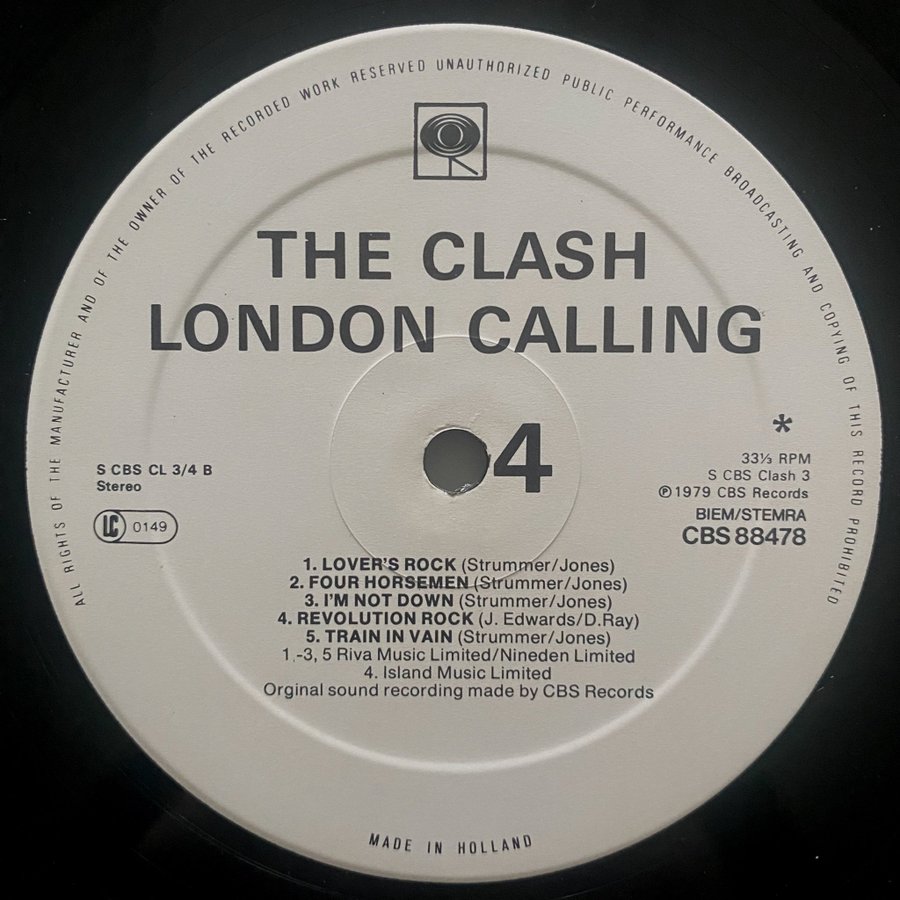 ALL RIGHTS OF THE MANUFACTURER AND OF THE OWNER OF THE RECORDED WORK RESERVED UNAUTHORIZED PUBLIC PERFORMANCE BROADCASTING AND COPYING OF THIS RECORD PROHIBITED
THE CLASH
LONDON CALLING
4
*
S CBS CL 3/4 B
Stereo
LC 0149
33⅓ RPM
S CBS Clash 3
℗1979 CBS Records
BIEM/STEMRA
CBS 88478
1. LOVER'S ROCK (Strummer/Jones)
2. FOUR HORSEMEN (Strummer/Jones)
3. I'M NOT DOWN (Strummer/Jones)
4. REVOLUTION ROCK (J. Edwards/D.Ray)
5. TRAIN IN VAIN (Strummer/Jones)
1.-3, 5 Riva Music Limited/Nineden Limited
4. Island Music Limited
Orginal sound recording made by CBS Records
MADE IN HOLLAND